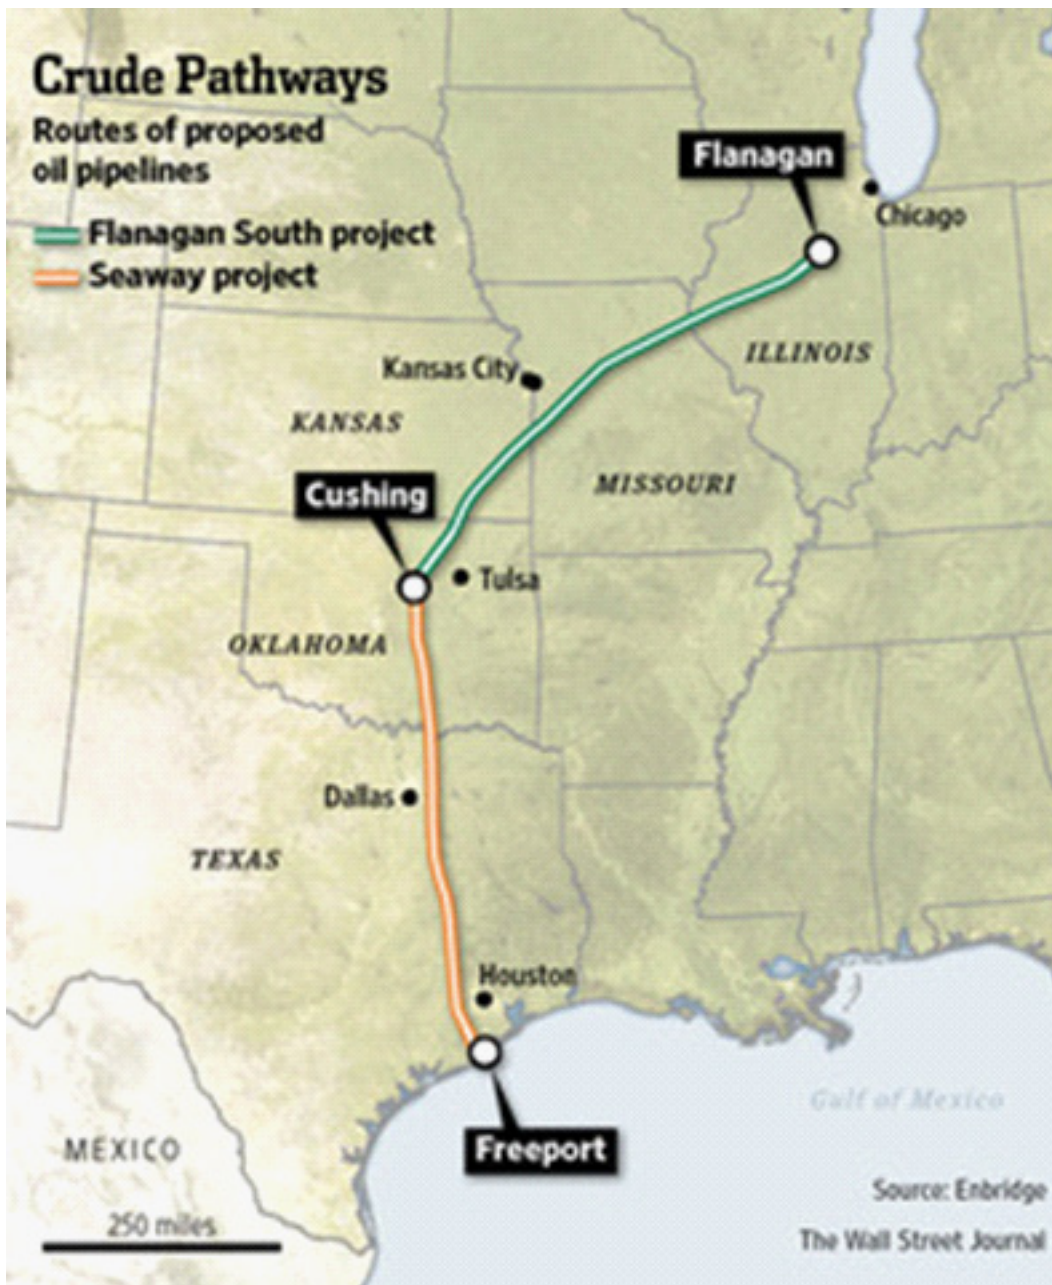 Crude Pathways
Routes of proposed
oil pipelines
Flanagan South project
Seaway project
Flanagan
Chicago
ILLINOIS
Kansas City
KANSAS
MISSOURI
Cushing
Tulsa
OKLAHOMA
Dallas
TEXAS
Houston
Gulf of Mexico
Freeport
MEXICO
Source: Enbridge
250 miles
The Wall Street Journal